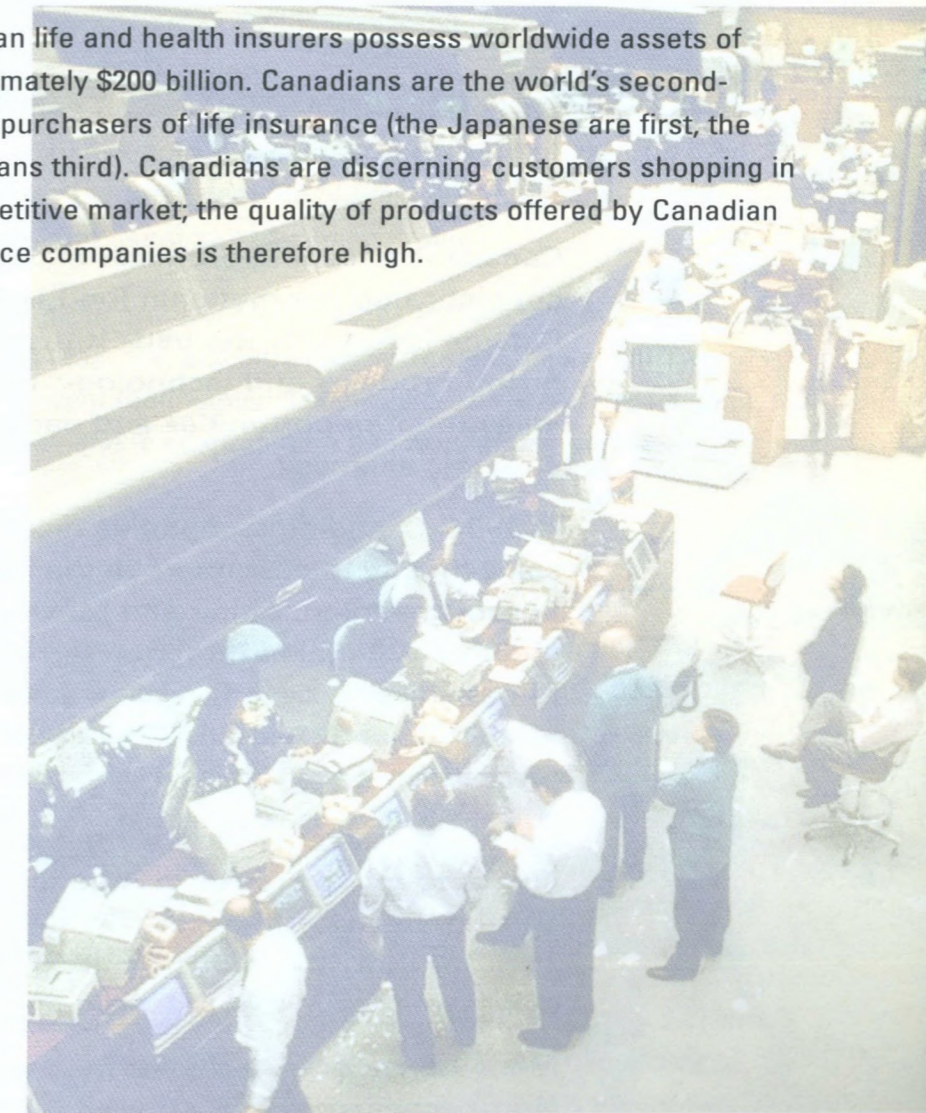 an life and health insurers possess worldwide assets of
mately $200 billion. Canadians are the world's second-
purchasers of life insurance (the Japanese are first, the
ans third). Canadians are discerning customers shopping in
etitive market; the quality of products offered by Canadian
ce companies is therefore high.